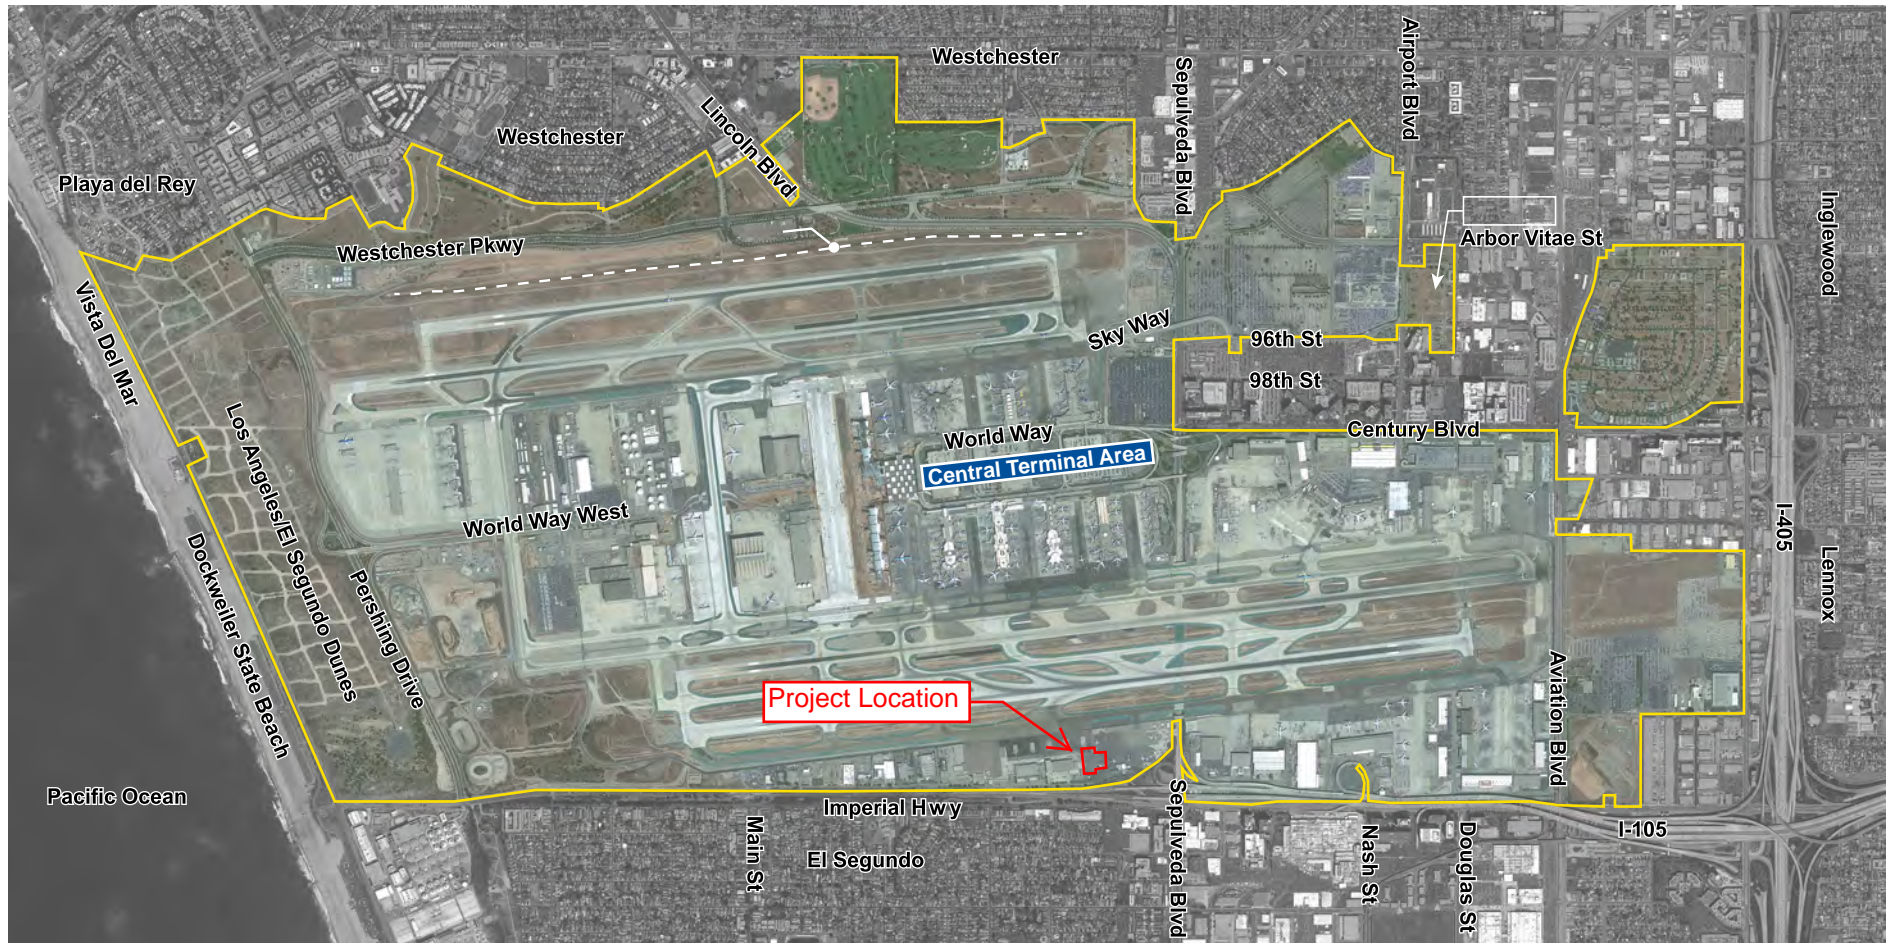 Westchester
Airport Blvd
Sepulveda Blvd
Lincoln Blvd
Westchester
Playa del Rey
Inglewood
Arbor Vitae St
Westchester Pkwy
Vista Del Mar
Sky Way
96th St
98th St
Los Angeles/El Segundo Dunes
World Way
Century Blvd
Central Terminal Area
World Way West
I-405
Dockweiler State Beach
Lennox
Pershing Drive
Project Location
Aviation Blvd
Pacific Ocean
Imperial Hwy
Sepulveda Blvd
Main St
El Segundo
Nash St
Douglas St
I-105